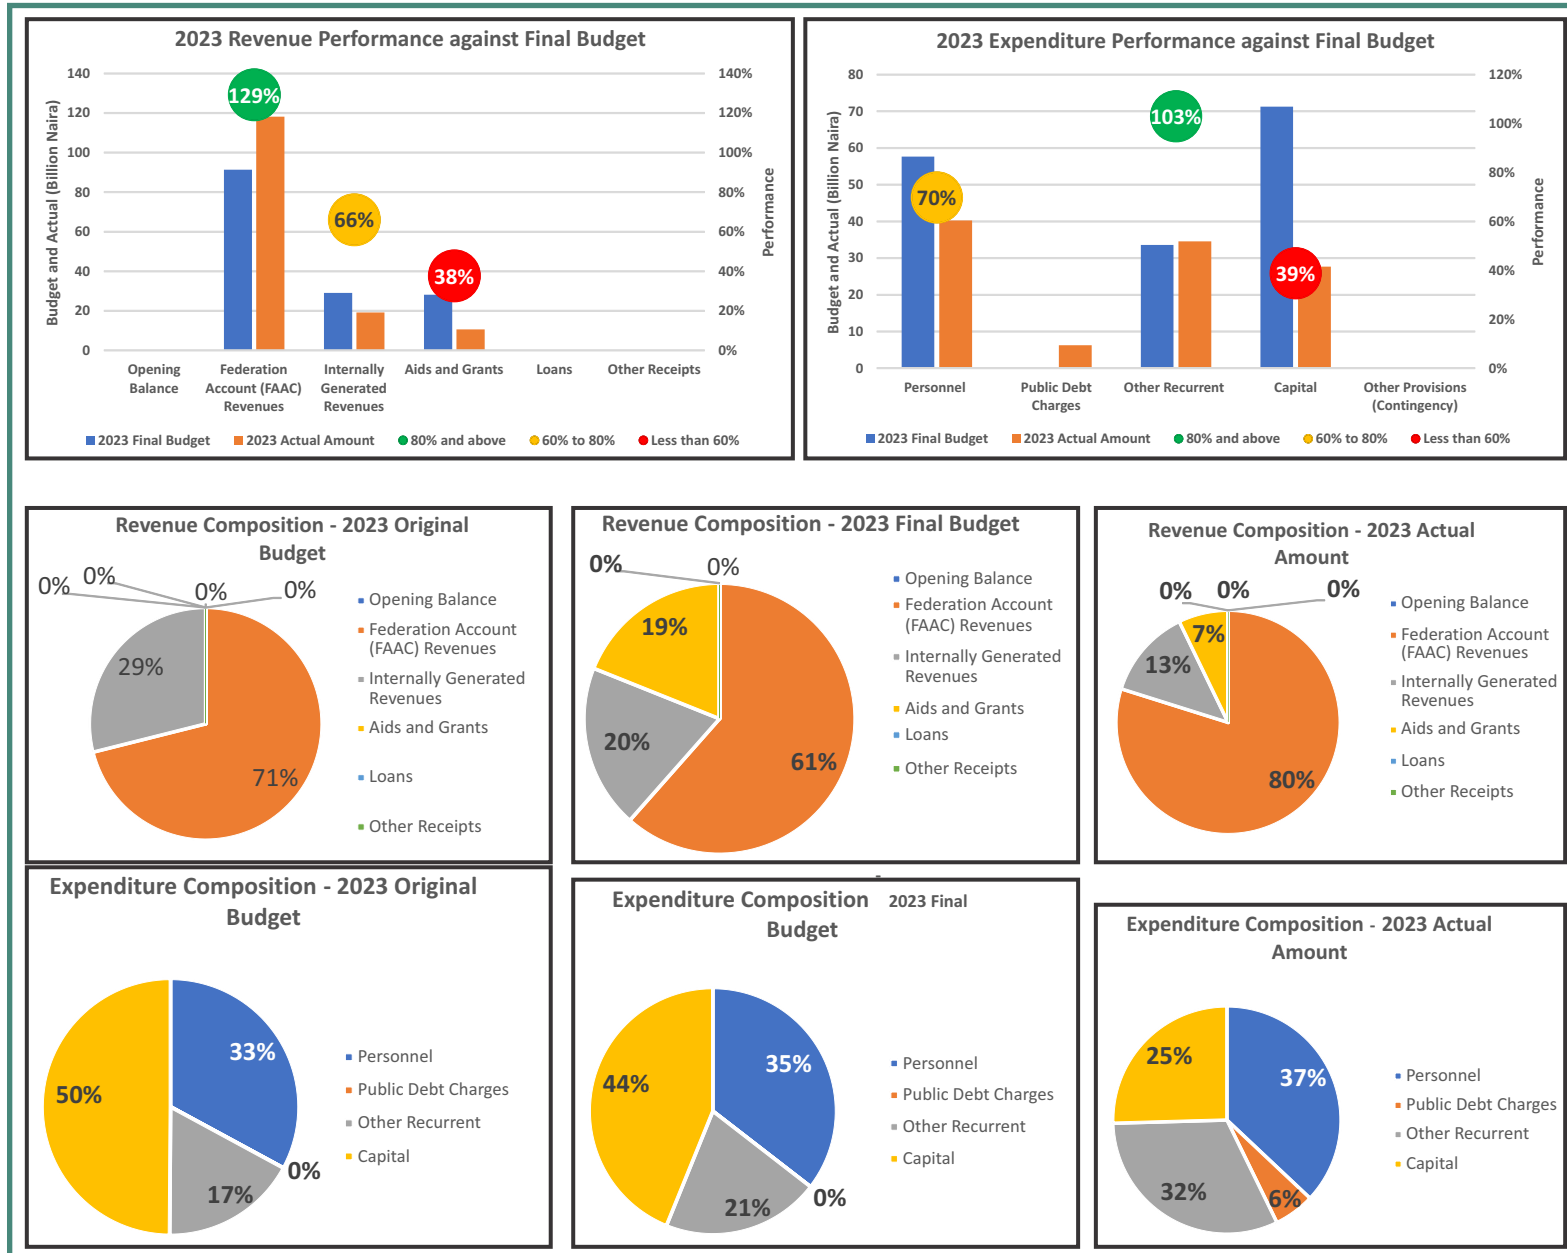 2023 Revenue Performance against Final Budget
Budget and Actual (Billion Naira)
140
120
100
80
60
40
20
0
140%
120%
100%
80%
60%
40%
20%
0%
Performance
129%
66%
38%
Opening
Balance
Federation
Account (FAAC)
Revenues
Internally
Generated
Revenues
Aids and Grants
Loans
Other Receipts
2023 Final Budget
2023 Actual Amount
80% and above
60% to 80%
Less than 60%
2023 Expenditure Performance against Final Budget
Budget and Actual (Billion Naira)
80
70
60
50
40
30
20
10
0
120%
100%
80%
60%
40%
20%
0%
Performance
70%
103%
39%
Personnel
Public Debt
Charges
Other Recurrent
Capital
Other Provisions
(Contingency)
2023 Final Budget
2023 Actual Amount
80% and above
60% to 80%
Less than 60%
Revenue Composition - 2023 Original
Budget
0%
0%
0%
0%
29%
71%
Opening Balance
Federation Account
(FAAC) Revenues
Internally Generated
Revenues
Aids and Grants
Loans
Other Receipts
Revenue Composition - 2023 Final Budget
0%
0%
19%
20%
61%
Opening Balance
Federation Account
(FAAC) Revenues
Internally Generated
Revenues
Aids and Grants
Loans
Other Receipts
Revenue Composition - 2023 Actual
Amount
0%
0%
0%
7%
13%
80%
Opening Balance
Federation Account
(FAAC) Revenues
Internally Generated
Revenues
Aids and Grants
Loans
Other Receipts
Expenditure Composition - 2023 Original
Budget
33%
50%
0%
17%
Personnel
Public Debt Charges
Other Recurrent
Capital
Expenditure Composition - 2023 Final
Budget
35%
44%
0%
21%
Personnel
Public Debt Charges
Other Recurrent
Capital
Expenditure Composition - 2023 Actual
Amount
25%
37%
32%
6%
Personnel
Public Debt Charges
Other Recurrent
Capital